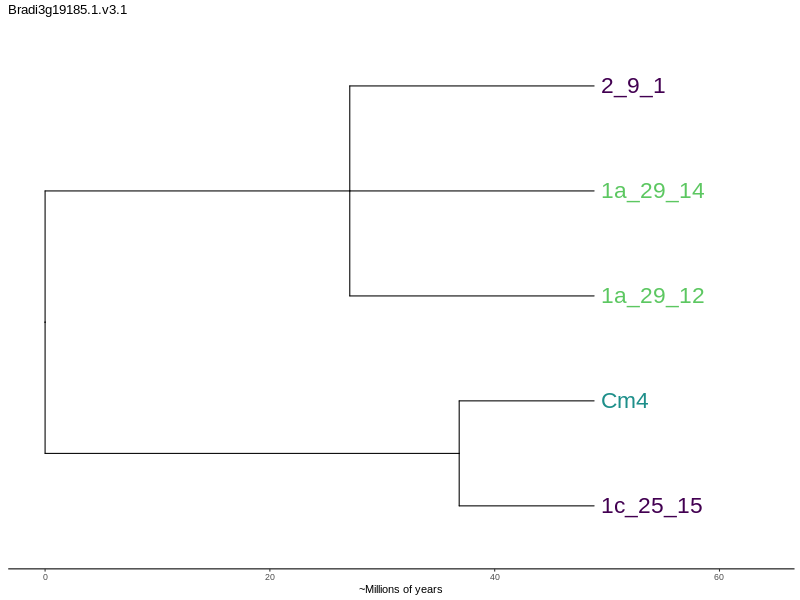 Bradi3g19185.1.v3.1
2_9_1
1a_29_14
1a_29_12
Cm4
1c_25_15
0 20 40 60
~Millions of years